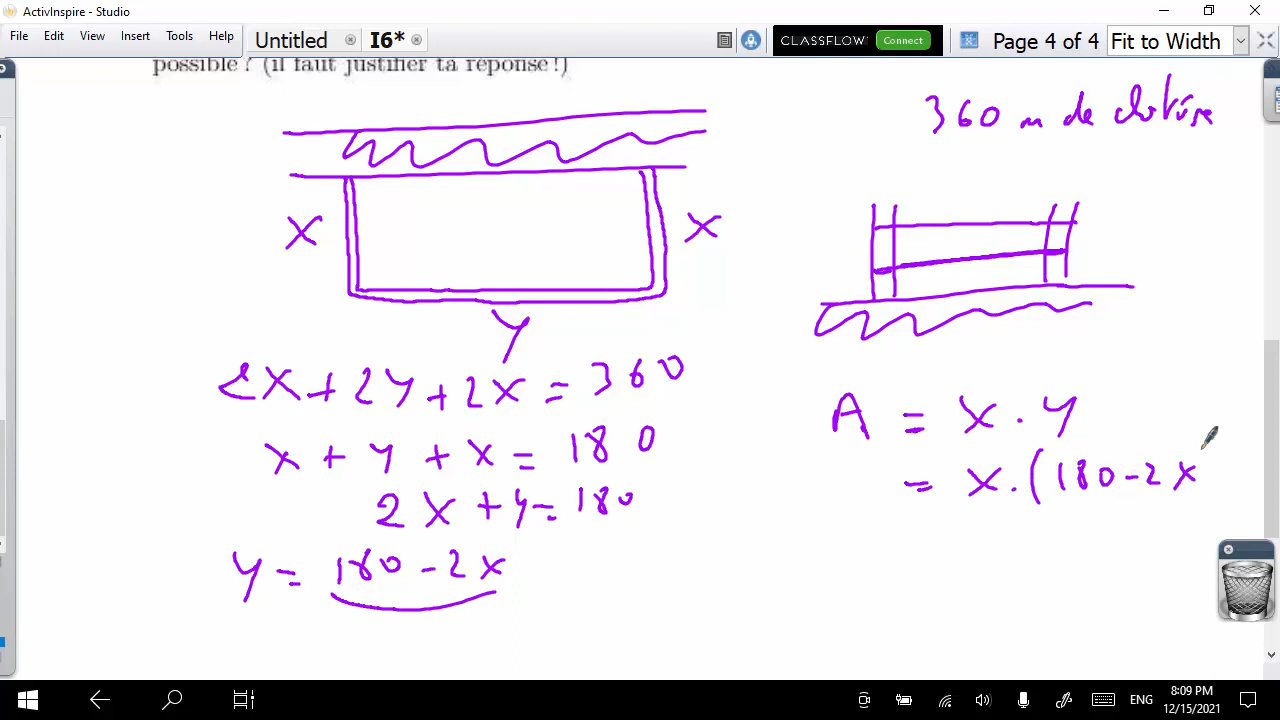 ActivInspire - Studio
File Edit View Insert Tools Help
Untitled
I6*
CLASSFLOW Connect
Page 4 of 4
Fit to Width
possible ? (il faut justifier ta réponse !)
360 m de clotûre
X
X
Y
2X + 2Y + 2X = 360
x + y + x = 180
2x + y = 180
y = 180 - 2x
A = x . y
= x . (180 - 2x
ENG
8:09 PM
12/15/2021